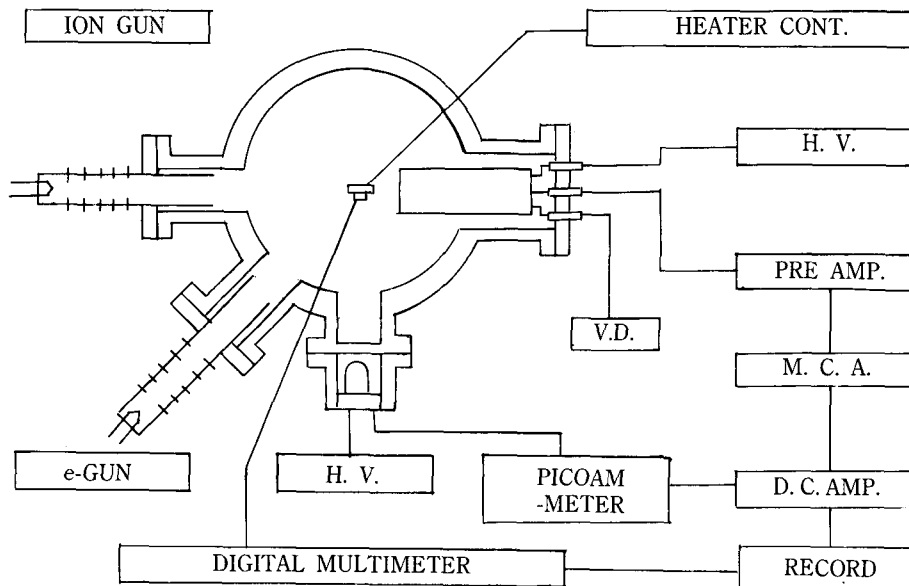 ION GUN
HEATER CONT.
H. V.
PRE AMP.
V.D.
M. C. A.
e-GUN
H. V.
PICOAM
-METER
D. C. AMP.
DIGITAL MULTIMETER
RECORD